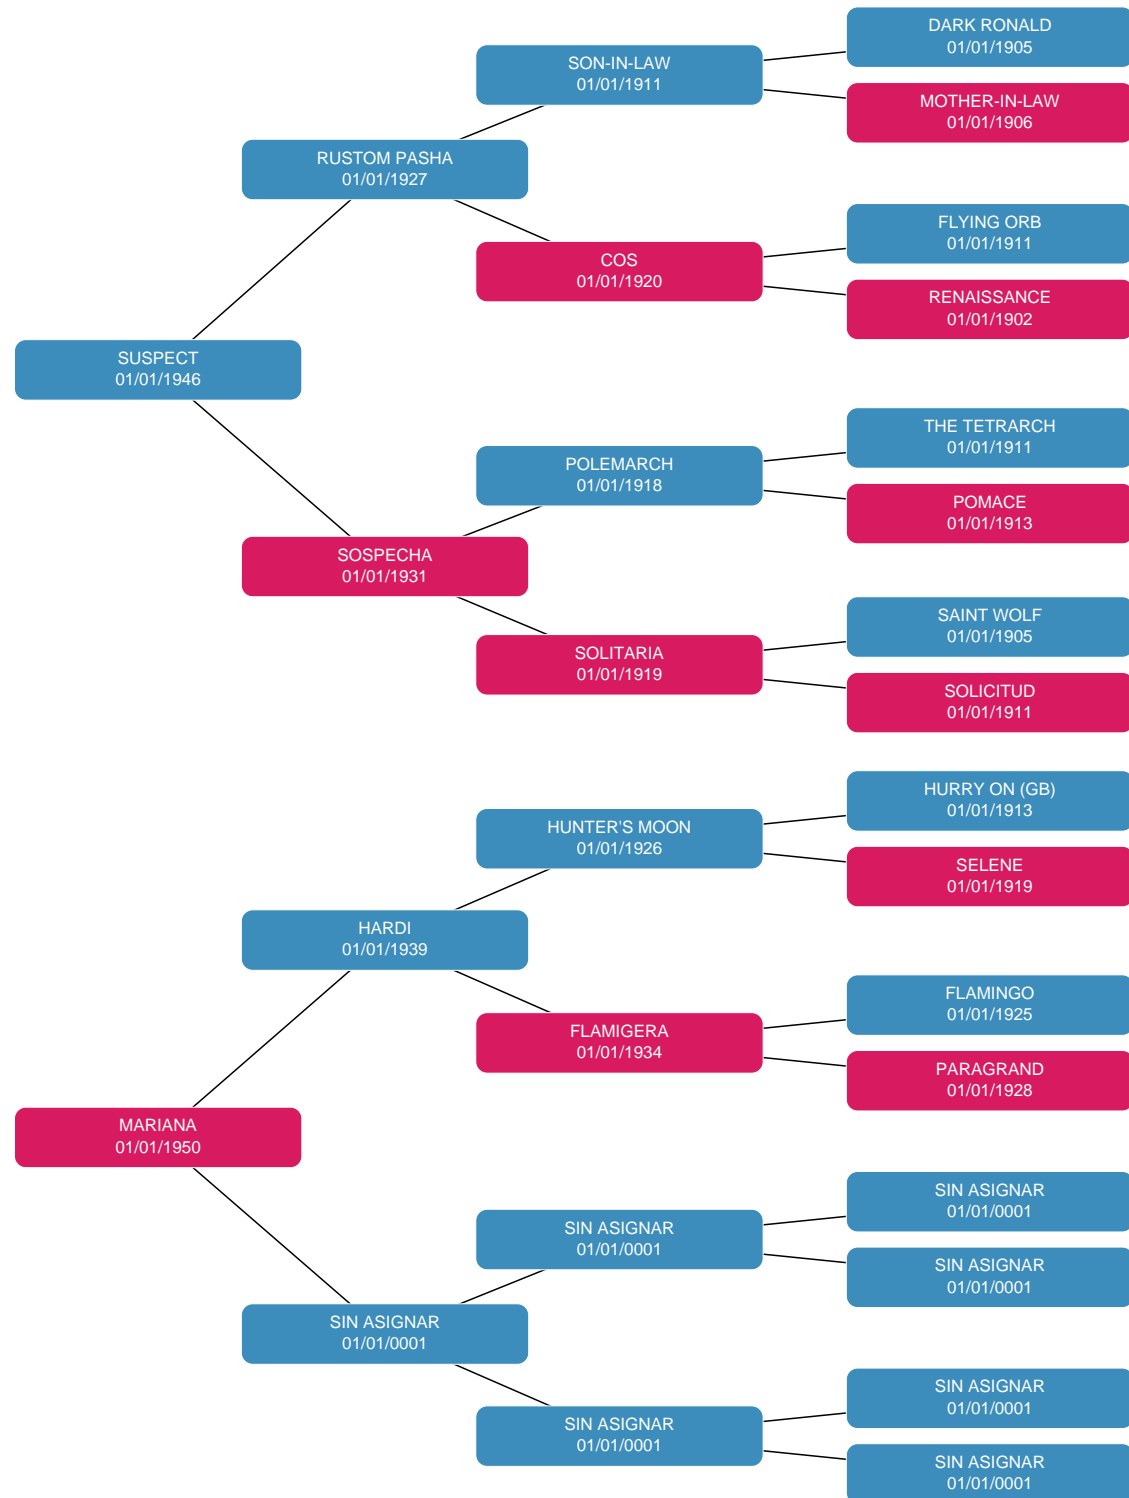 DARK RONALD
01/01/1905
SON-IN-LAW
01/01/1911
MOTHER-IN-LAW
01/01/1906
RUSTOM PASHA
01/01/1927
FLYING ORB
01/01/1911
COS
01/01/1920
RENAISSANCE
01/01/1902
SUSPECT
01/01/1946
THE TETRARCH
01/01/1911
POLEMARCH
01/01/1918
POMACE
01/01/1913
SOSPECHA
01/01/1931
SAINT WOLF
01/01/1905
SOLITARIA
01/01/1919
SOLICITUD
01/01/1911
HURRY ON (GB)
01/01/1913
HUNTER'S MOON
01/01/1926
SELENE
01/01/1919
HARDI
01/01/1939
FLAMINGO
01/01/1925
FLAMIGERA
01/01/1934
PARAGRAND
01/01/1928
MARIANA
01/01/1950
SIN ASIGNAR
01/01/0001
SIN ASIGNAR
01/01/0001
SIN ASIGNAR
01/01/0001
SIN ASIGNAR
01/01/0001
SIN ASIGNAR
01/01/0001
SIN ASIGNAR
01/01/0001
SIN ASIGNAR
01/01/0001